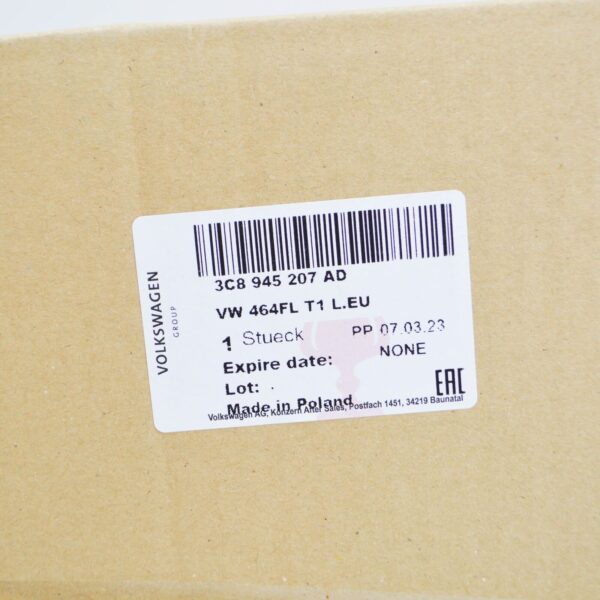 VOLKSWAGEN
GROUP
3C8 945 207 AD
VW 464FL T1 L.EU
1 Stueck PP 07.03.23
Expire date: NONE
Lot: .
EAC
Made in Poland
Volkswagen AG, Konzern After Sales, Postfach 1451, 34219 Baunatal